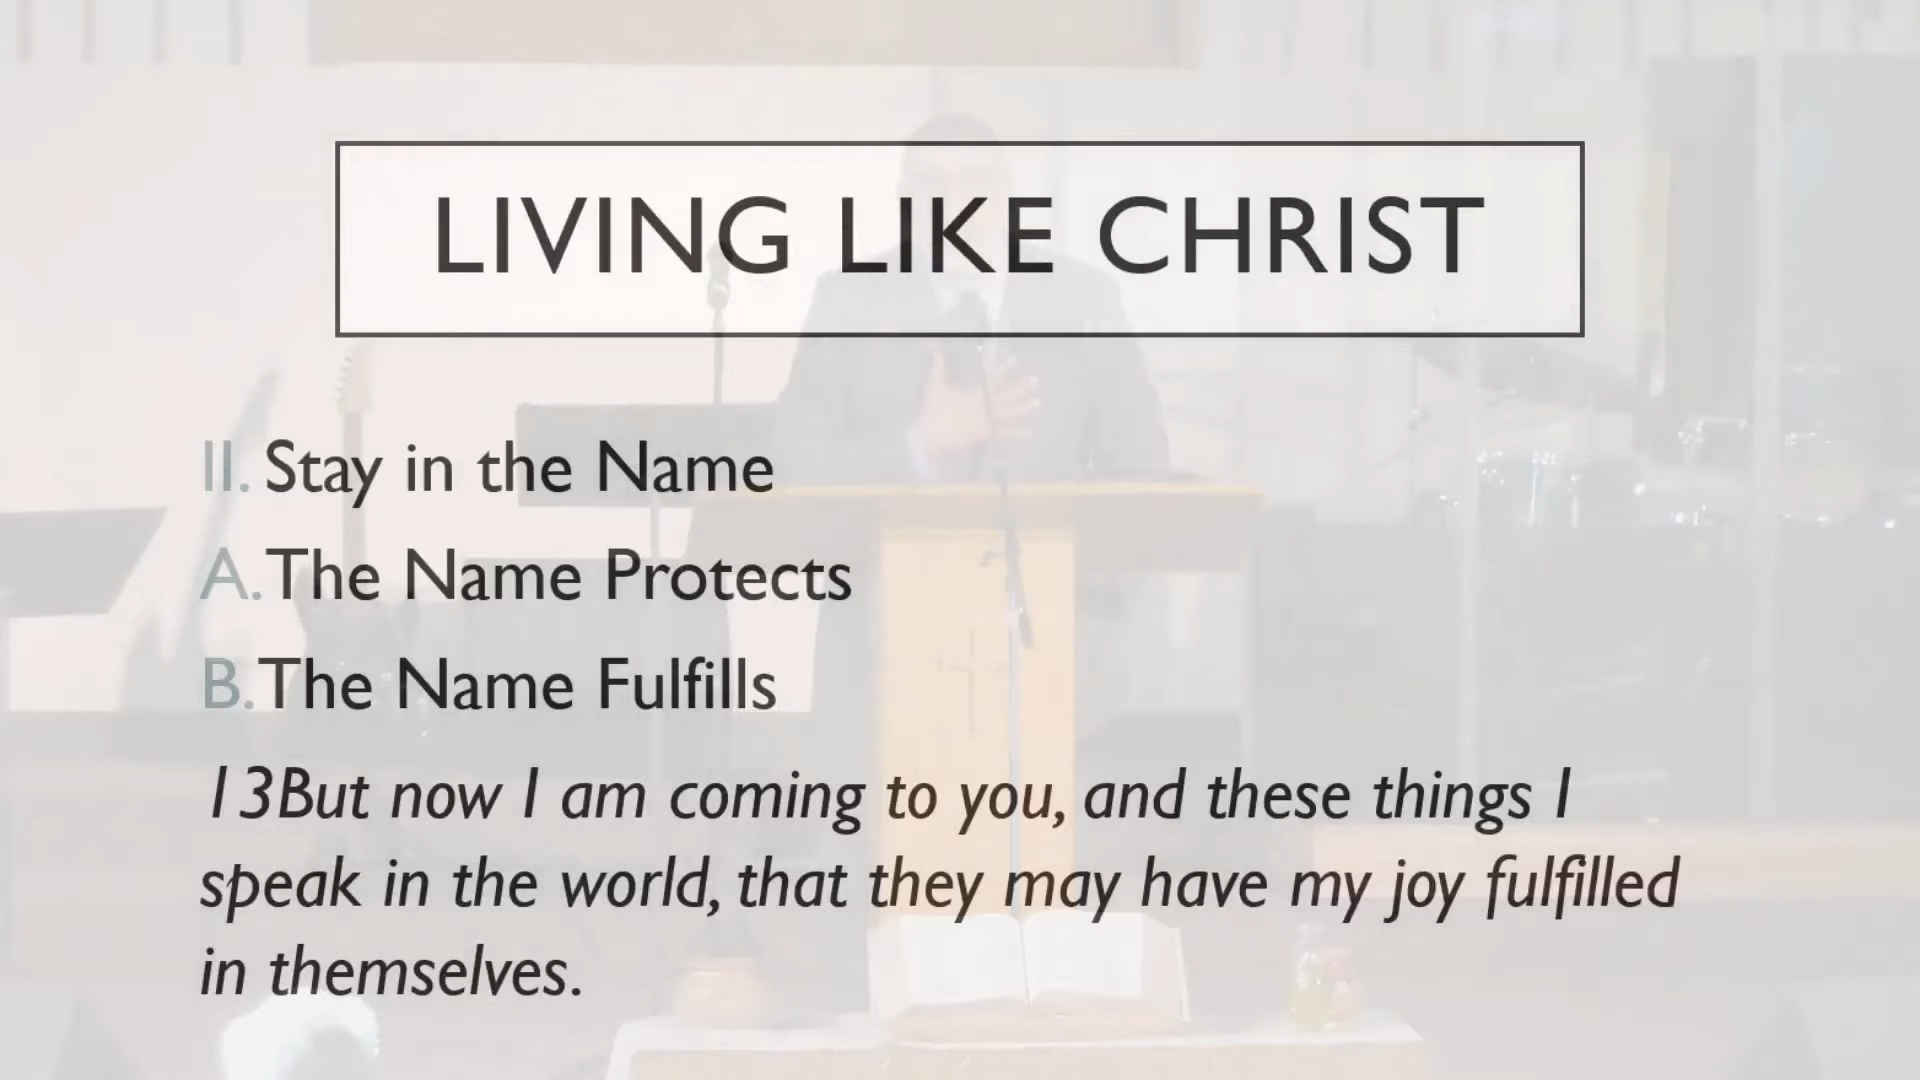 LIVING LIKE CHRIST
II. Stay in the Name
A. The Name Protects
B. The Name Fulfills
13But now I am coming to you, and these things I
speak in the world, that they may have my joy fulfilled
in themselves.